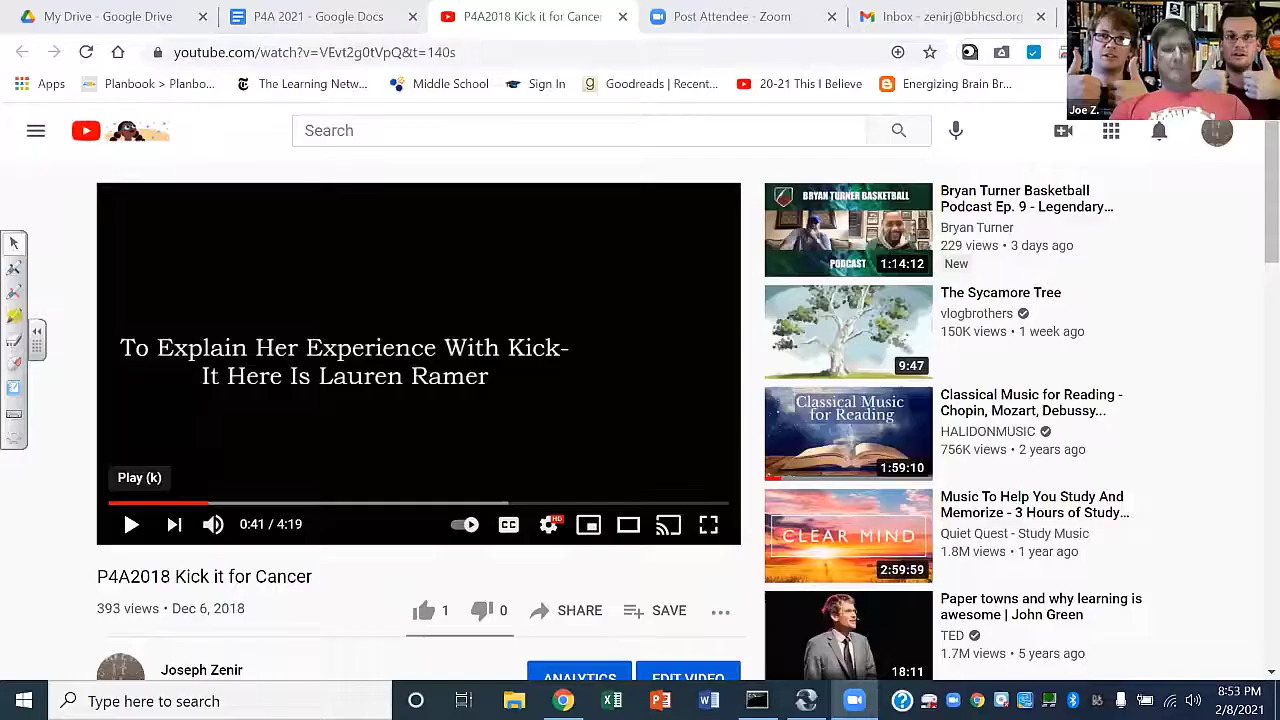 My Drive - Google Drive
P4A 2021 - Google Docs
P4A2018 Kick it for Cancer
Post Attendee - Zoom
Inbox - zenirj@bbhcsd.org
youtube.com/watch?v=VEvt2g0tVpQ&t=140s
Apps
Planbook > Planbo...
The Learning Netw...
Middle School
Sign In
Goodreads | Recent...
20-21 This I Believe
Energizing Brain Br...
Joe Z.
Search
To Explain Her Experience With Kick-
It Here Is Lauren Ramer
Play (k)
0:41 / 4:19
CC
HD
P4A2018 Kick it for Cancer
393 views • Dec 6, 2018
1
0
SHARE
SAVE
Joseph Zenir
ANALYTICS
EDIT VIDEO
BRYAN TURNER BASKETBALL
PODCAST
1:14:12
Bryan Turner Basketball
Podcast Ep. 9 - Legendary...
Bryan Turner
229 views • 3 days ago
New
9:47
The Sycamore Tree
vlogbrothers
150K views • 1 week ago
Classical Music
for Reading
1:59:10
Classical Music for Reading -
Chopin, Mozart, Debussy...
HALIDONMUSIC
756K views • 2 years ago
CLEAR MIND
2:59:59
Music To Help You Study And
Memorize - 3 Hours of Study...
Quiet Quest - Study Music
1.8M views • 1 year ago
18:11
Paper towns and why learning is
awesome | John Green
TED
1.7M views • 5 years ago
Type here to search
8:53 PM
2/8/2021